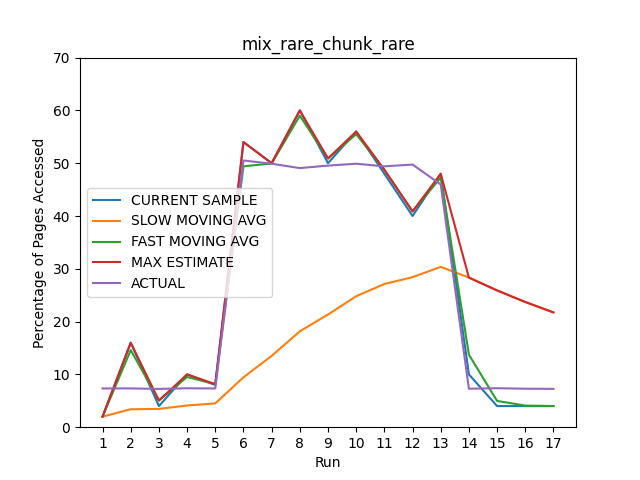 mix_rare_chunk_rare
Percentage of Pages Accessed
70
60
50
40
30
20
10
0
CURRENT SAMPLE
SLOW MOVING AVG
FAST MOVING AVG
MAX ESTIMATE
ACTUAL
1 2 3 4 5 6 7 8 9 10 11 12 13 14 15 16 17
Run